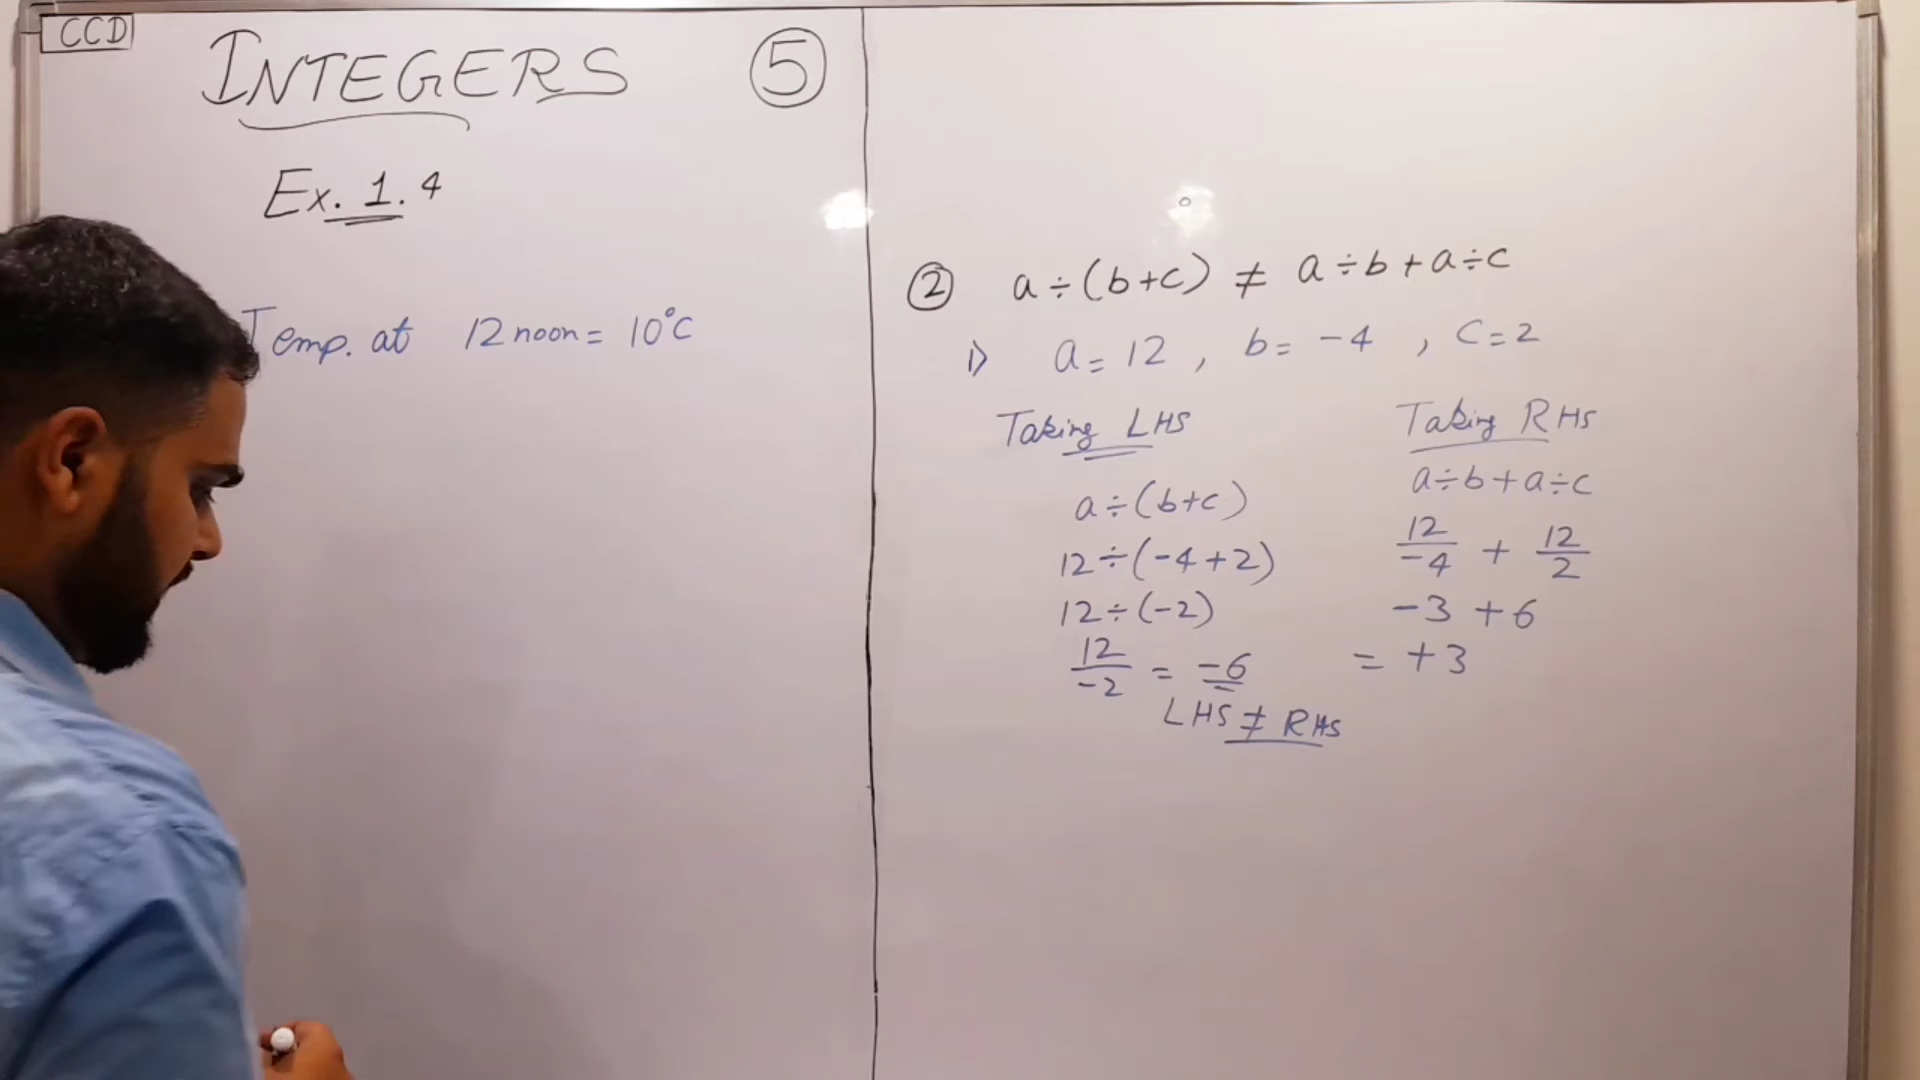 CCD
INTEGERS 5
Ex. 1.4
Temp. at 12 noon = 10°C
② a÷(b+c) ≠ a÷b+a÷c
1) a=12, b=-4, c=2
Taking LHS
a÷(b+c)
12÷(-4+2)
12÷(-2)
12/-2 = -6
Taking RHS
a÷b+a÷c
12/-4 + 12/2
-3 +6
= +3
LHS ≠ RHS